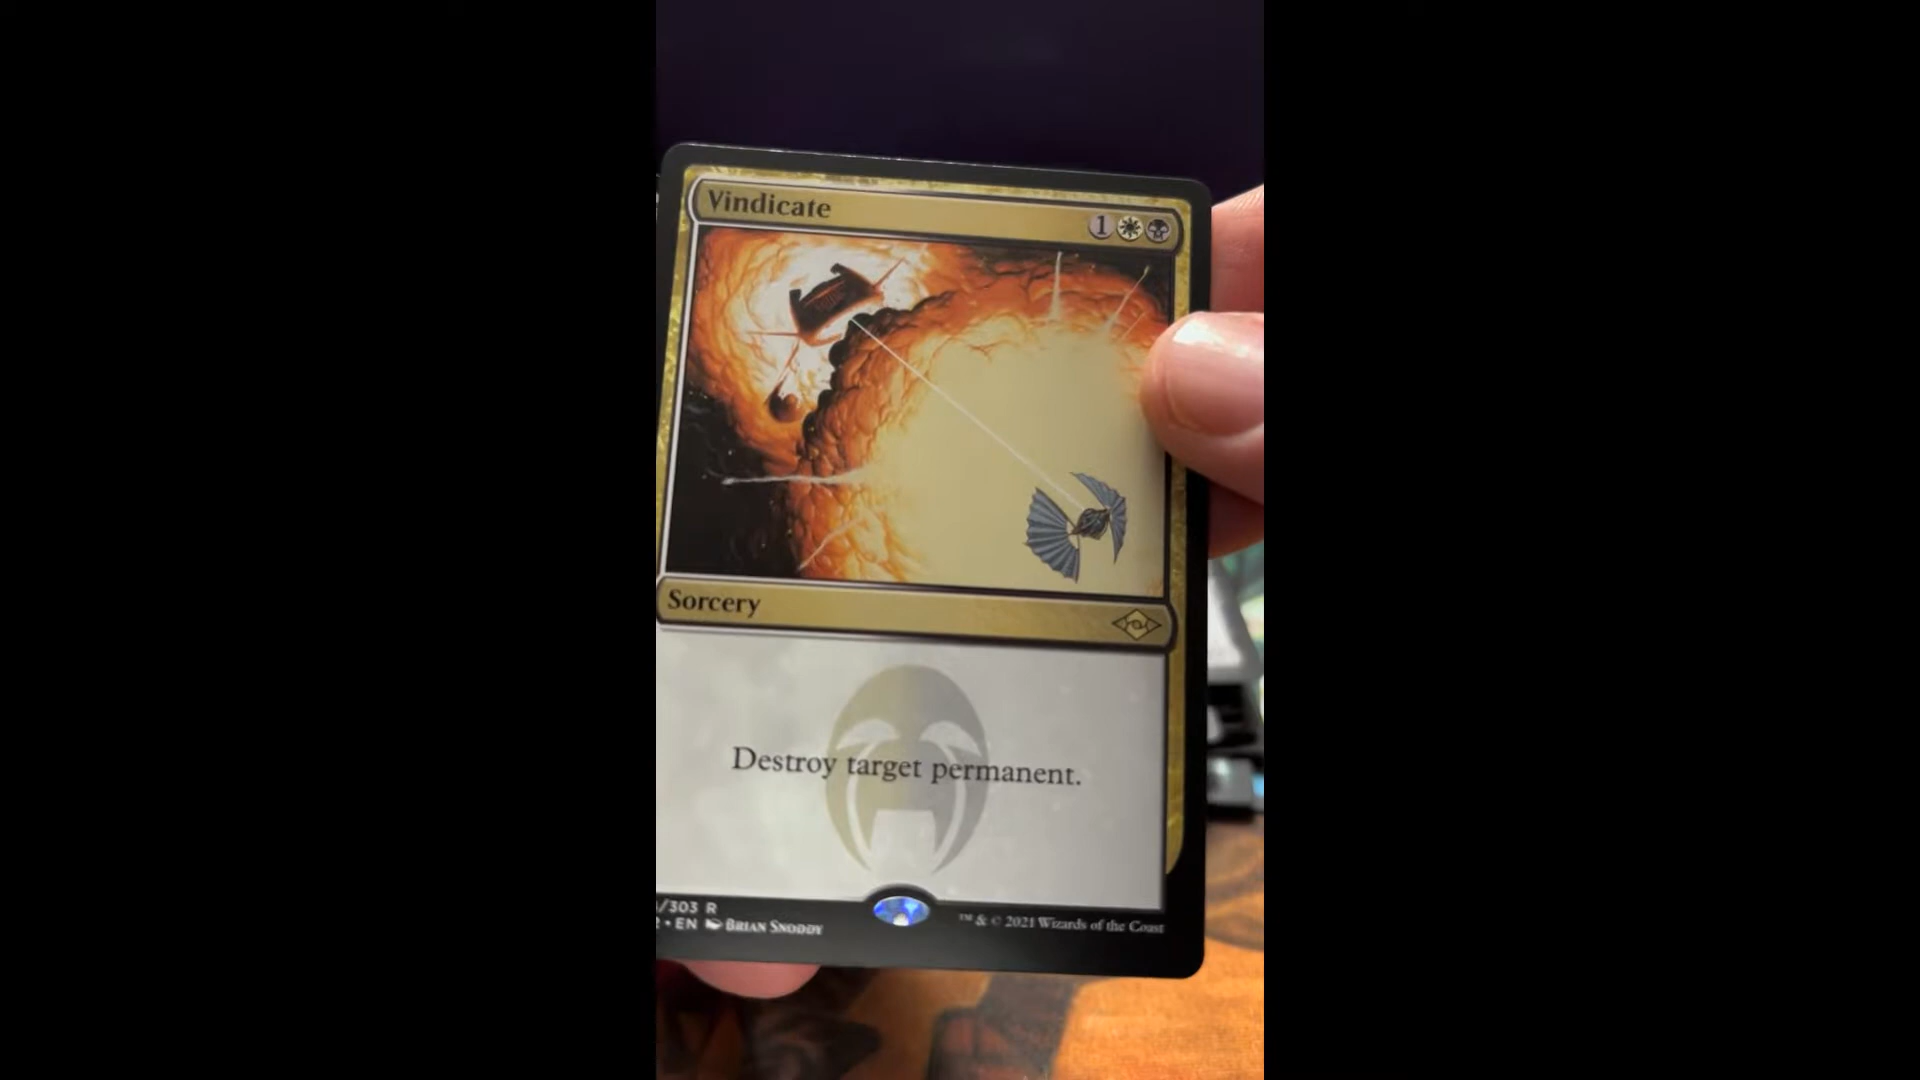 Vindicate
1
Sorcery
Destroy target permanent.
/303 R
• EN Brian Snoddy
™ & © 2021 Wizards of the Coast